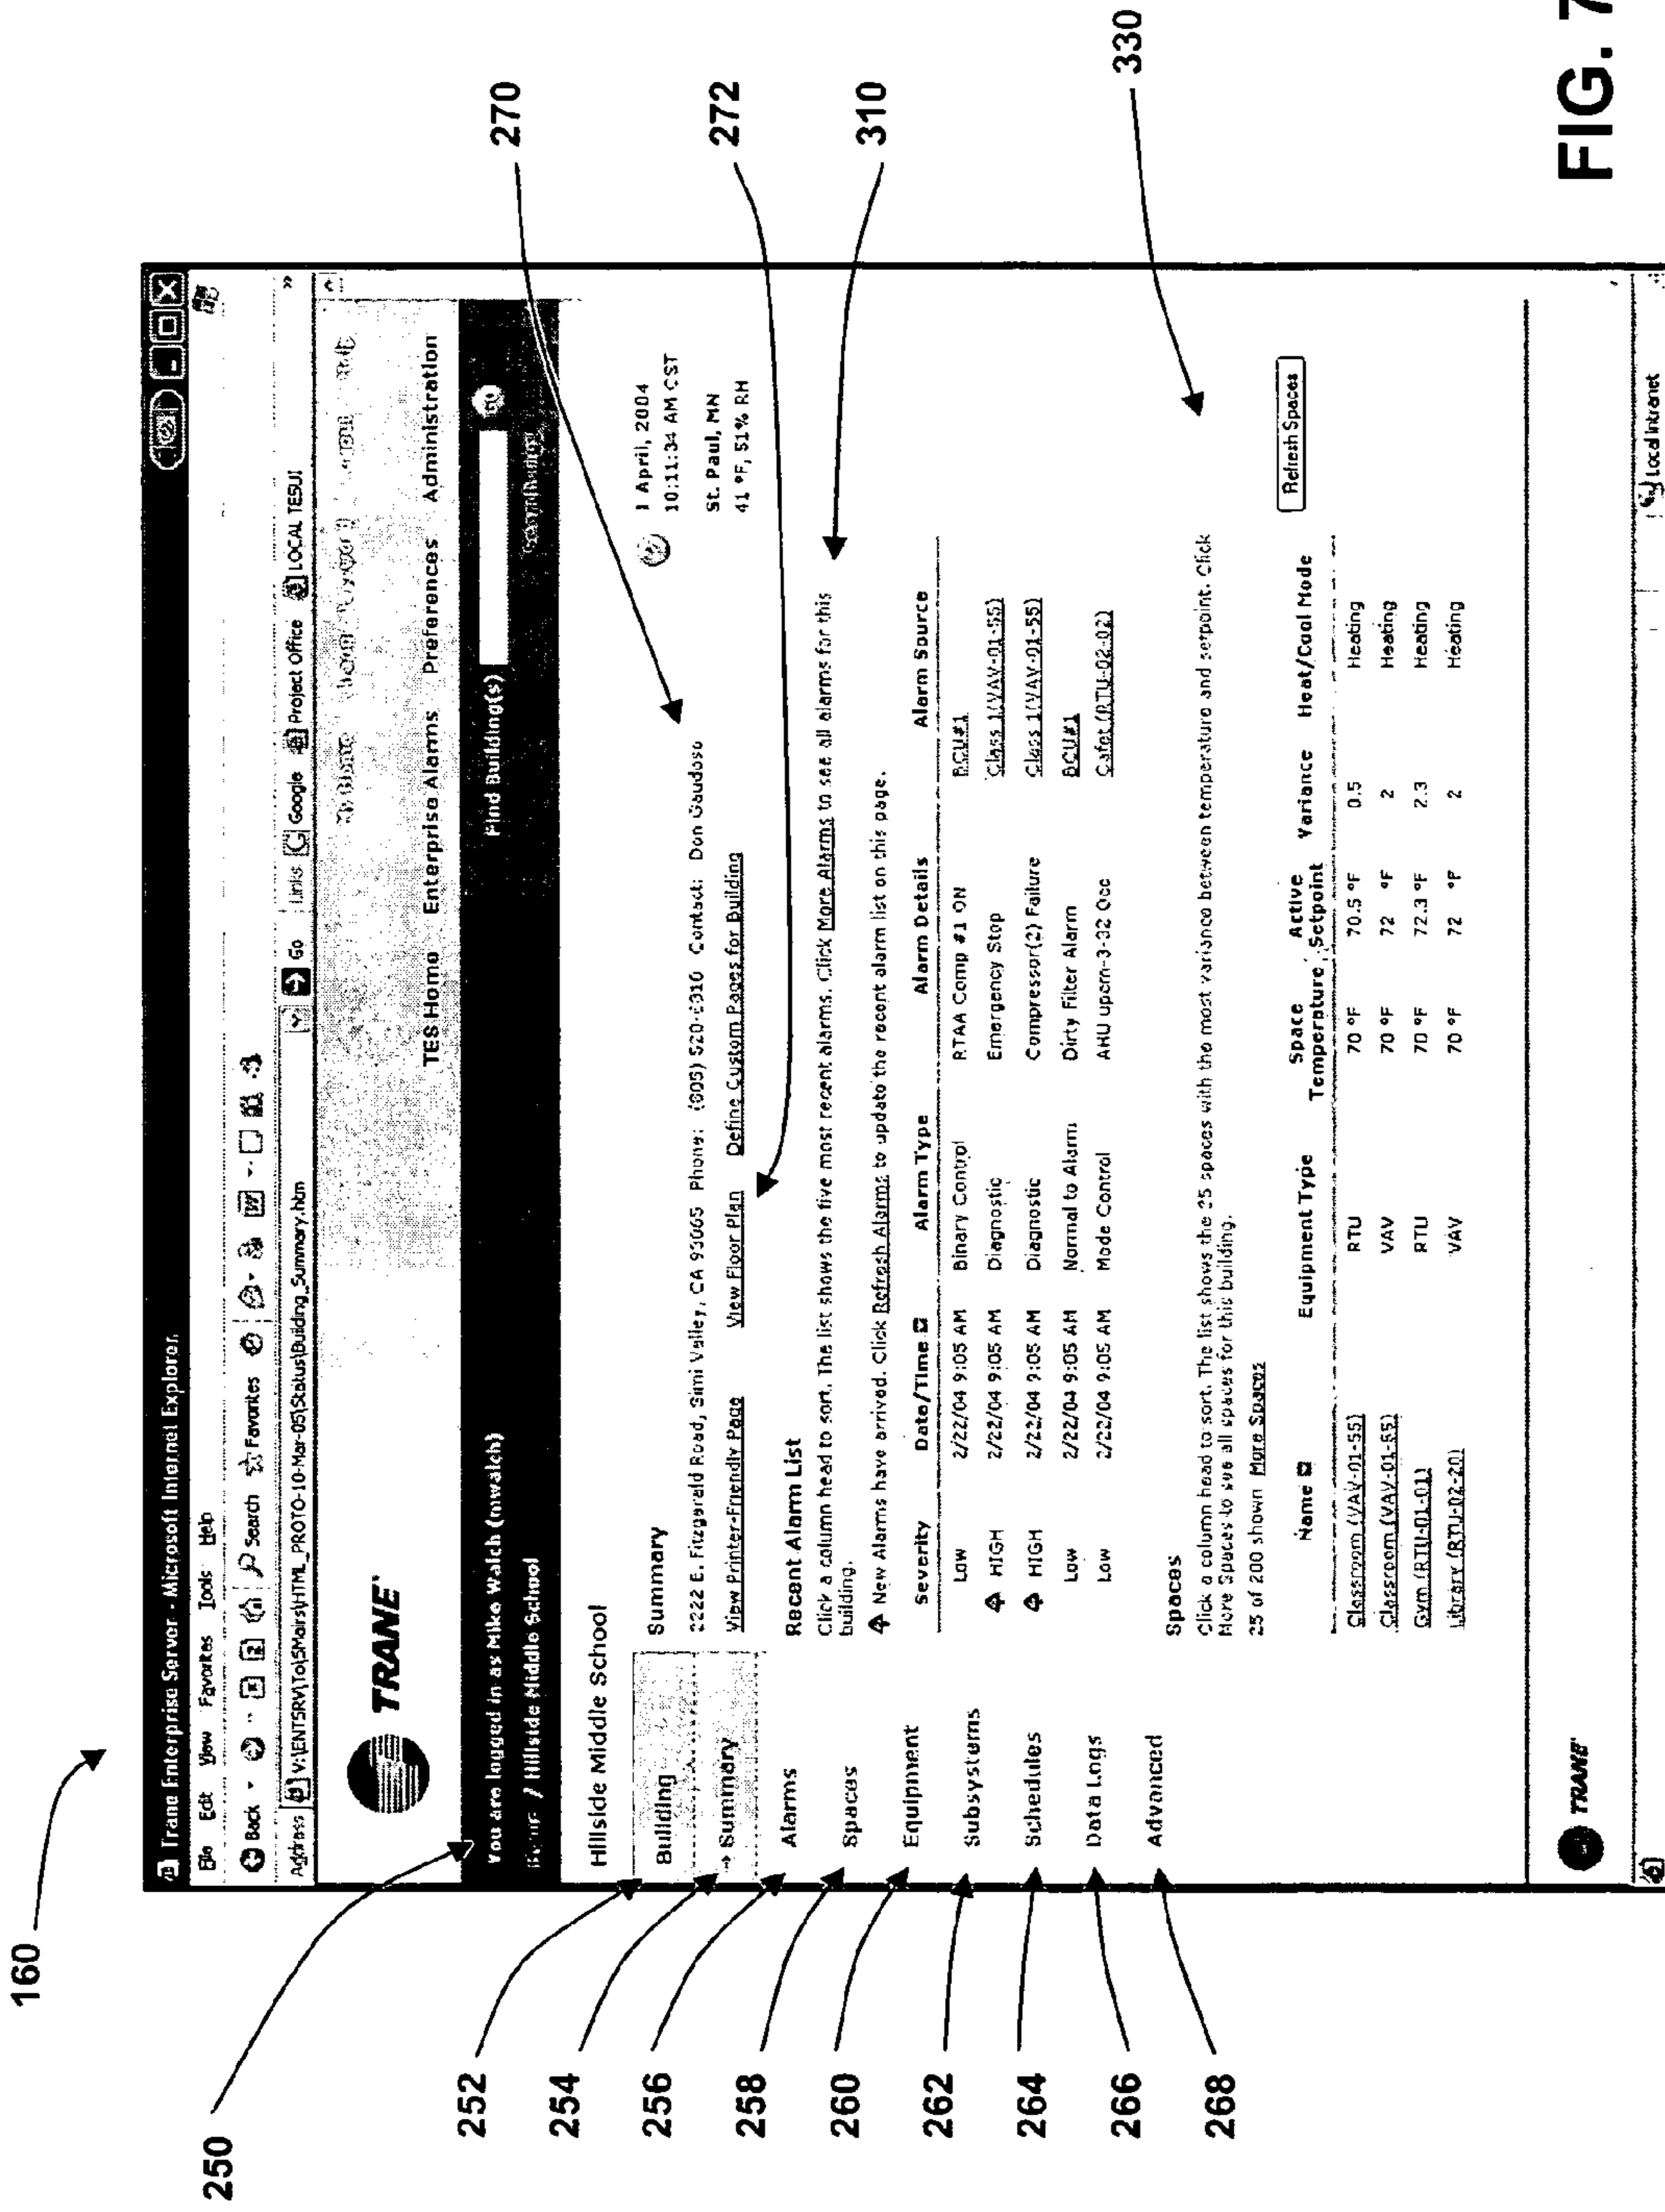 160
250
252
254
256
258
260
262
264
266
268
270
272
310
330
Trane Enterprise Server - Microsoft Internet Explorer
File Edit View Favorites Tools Help
Back Search Favorites
Address V:\ENTSRV\To\SMairs\HTML_PROTO-10-Mar-05\Status\Building_Summary.htm Go Links Google Project Office LOCAL TESUI
TRANE
TES Home Enterprise Alarms Preferences Administration
You are logged in as Mike Walch (mwalch) Find Building(s)
/ Hillside Middle School
Hillside Middle School
1 April, 2004
10:11:34 AM CST
St. Paul, MN
41 °F, 51% RH
Building
→ Summary
Alarms
Spaces
Equipment
Subsystems
Schedules
Data Logs
Advanced
Summary
2222 E. Fitzgerald Road, Simi Valley, CA 93065 Phone: Contact: Don Gaudoso
View Printer-Friendly Page View Floor Plan Define Custom Pages for Building
Recent Alarm List
Click a column head to sort. The list shows the five most recent alarms. Click More Alarms to see all alarms for this
building.
New Alarms have arrived. Click Refresh Alarms to update the recent alarm list on this page.
Severity Date/Time Alarm Type Alarm Details Alarm Source
Low 2/22/04 9:05 AM Binary Control RTAA Comp #1 ON BCU#1
HIGH 2/22/04 9:05 AM Diagnostic Emergency Stop Class 1(VAV-01-55)
HIGH 2/22/04 9:05 AM Diagnostic Compressor(2) Failure Class 1(VAV-01-55)
Low 2/22/04 9:05 AM Normal to Alarm Dirty Filter Alarm BCU#1
Low 2/22/04 9:05 AM Mode Control AHU upern-3-32 Occ Cafet (RTU-02-02)
Spaces
Click a column head to sort. The list shows the 25 spaces with the most variance between temperature and setpoint. Click
More Spaces to see all spaces for this building.
25 of 200 shown More Spaces
Refresh Spaces
Name Equipment Type Space Temperature Active Setpoint Variance Heat/Cool Mode
Classroom (VAV-01-55) RTU 70 °F 70.5 °F 0.5 Heating
Classroom (VAV-01-55) VAV 70 °F 72 °F 2 Heating
Gym (RTU-01-01) RTU 70 °F 72.3 °F 2.3 Heating
Library (RTU-02-20) VAV 70 °F 72 °F 2 Heating
TRANE
Local intranet
FIG. 7